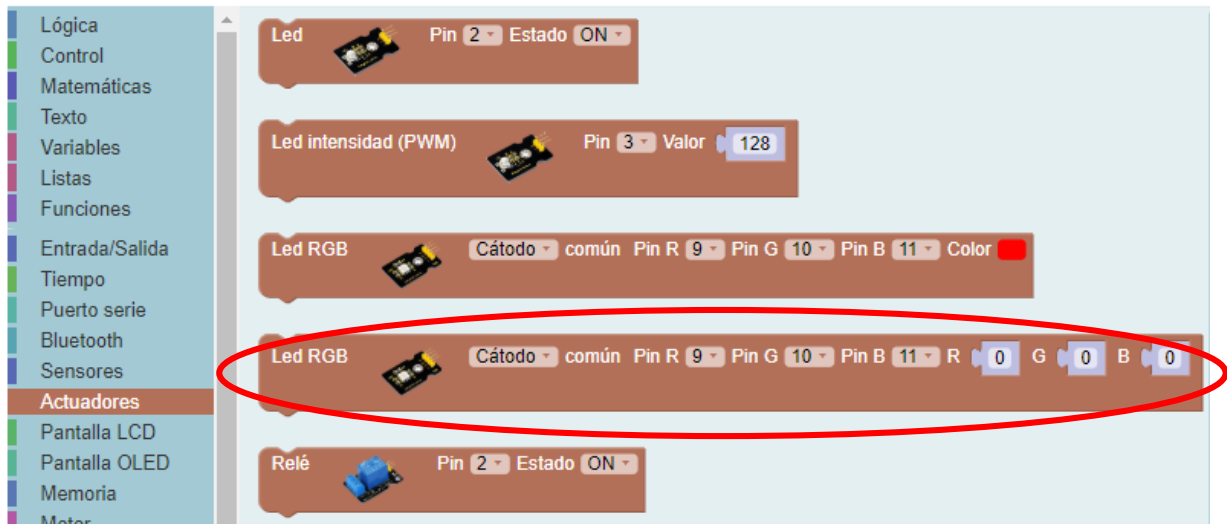 Lógica
Control
Matemáticas
Texto
Variables
Listas
Funciones
Entrada/Salida
Tiempo
Puerto serie
Bluetooth
Sensores
Actuadores
Pantalla LCD
Pantalla OLED
Memoria
Motor
Led Pin 2 Estado ON
Led intensidad (PWM) Pin 3 Valor 128
Led RGB Cátodo común Pin R 9 Pin G 10 Pin B 11 Color
Led RGB Cátodo común Pin R 9 Pin G 10 Pin B 11 R 0 G 0 B 0
Relé Pin 2 Estado ON